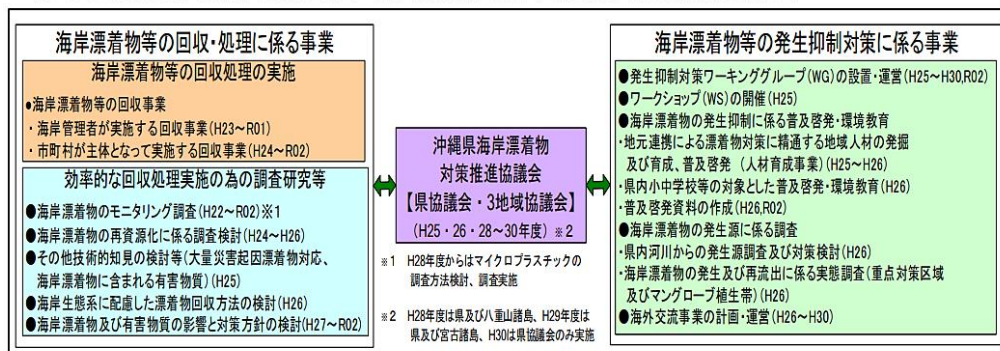 海岸漂着物等の回収・処理に係る事業
海岸漂着物等の回収処理の実施
●海岸漂着物等の回収事業
・海岸管理者が実施する回収事業(H23～R01)
・市町村が主体となって実施する回収事業(H24～R02)
効率的な回収処理実施の為の調査研究等
●海岸漂着物のモニタリング調査(H22～R02)※1
●海岸漂着物の再資源化に係る調査検討(H24～H26)
●その他技術的知見の検討等(大量災害起因漂着物対応、
海岸漂着物に含まれる有害物質)(H25)
●海岸生態系に配慮した漂着物回収方法の検討(H26)
●海岸漂着物及び有害物質の影響と対策方針の検討(H27～R02)
沖縄県海岸漂着物
対策推進協議会
【県協議会・3地域協議会】
(H25・26・28～30年度)※2
※1 H28年度からはマイクロプラスチックの
調査方法検討、調査実施
※2 H28年度は県及び八重山諸島、H29年度は
県及び宮古諸島、H30は県協議会のみ実施
海岸漂着物等の発生抑制対策に係る事業
●発生抑制対策ワーキンググループ(WG)の設置・運営(H25～H30,R02)
●ワークショップ(WS)の開催(H25)
●海岸漂着物の発生抑制に係る普及啓発・環境教育
・地元連携による漂着物対策に精通する地域人材の発掘
及び育成、普及啓発 (人材育成事業)(H25～H26)
・県内小中学校等の対象とした普及啓発・環境教育(H26)
・普及啓発資料の作成(H26,R02)
●海岸漂着物の発生源に係る調査
・県内河川からの発生源調査及び対策検討(H26)
・海岸漂着物の発生及び再流出に係る実態調査(重点対策区域
及びマングローブ植生帯)(H26)
●海外交流事業の計画・運営(H26～H30)